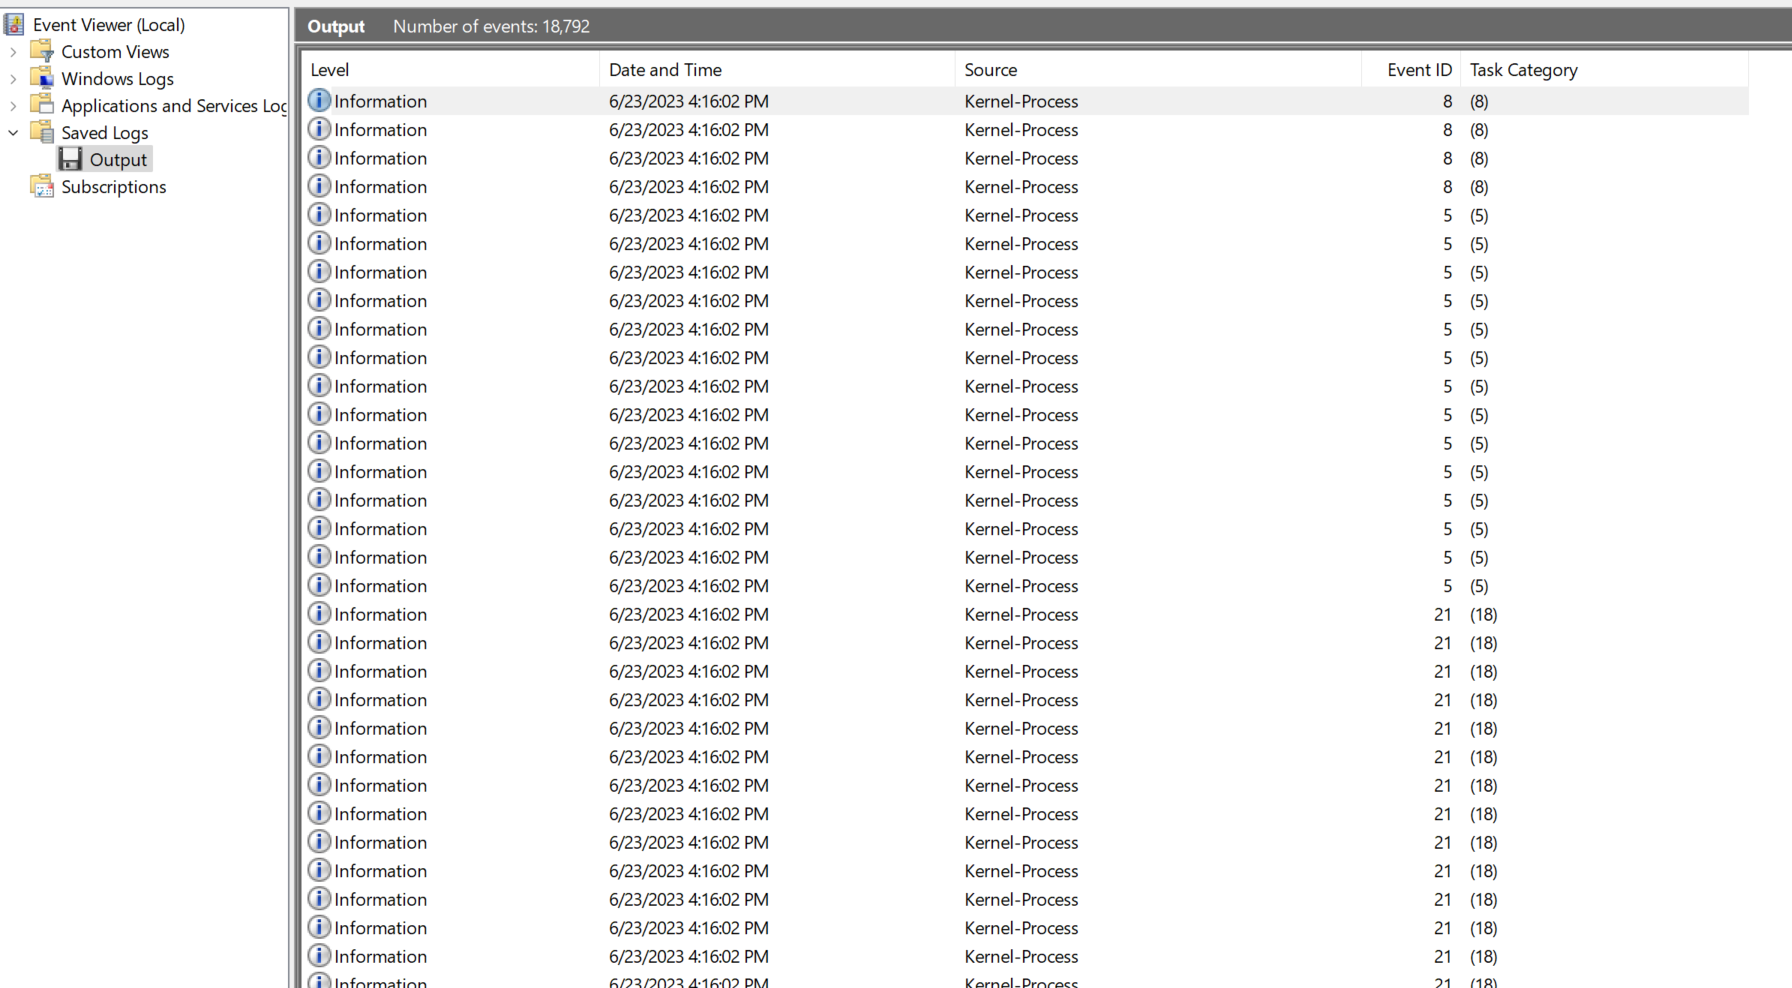 Event Viewer (Local)
Custom Views
Windows Logs
Applications and Services Log
Saved Logs
Output
Subscriptions
Output Number of events: 18,792
Level Date and Time Source Event ID Task Category
Information 6/23/2023 4:16:02 PM Kernel-Process 8 (8)
Information 6/23/2023 4:16:02 PM Kernel-Process 8 (8)
Information 6/23/2023 4:16:02 PM Kernel-Process 8 (8)
Information 6/23/2023 4:16:02 PM Kernel-Process 8 (8)
Information 6/23/2023 4:16:02 PM Kernel-Process 5 (5)
Information 6/23/2023 4:16:02 PM Kernel-Process 5 (5)
Information 6/23/2023 4:16:02 PM Kernel-Process 5 (5)
Information 6/23/2023 4:16:02 PM Kernel-Process 5 (5)
Information 6/23/2023 4:16:02 PM Kernel-Process 5 (5)
Information 6/23/2023 4:16:02 PM Kernel-Process 5 (5)
Information 6/23/2023 4:16:02 PM Kernel-Process 5 (5)
Information 6/23/2023 4:16:02 PM Kernel-Process 5 (5)
Information 6/23/2023 4:16:02 PM Kernel-Process 5 (5)
Information 6/23/2023 4:16:02 PM Kernel-Process 5 (5)
Information 6/23/2023 4:16:02 PM Kernel-Process 5 (5)
Information 6/23/2023 4:16:02 PM Kernel-Process 5 (5)
Information 6/23/2023 4:16:02 PM Kernel-Process 5 (5)
Information 6/23/2023 4:16:02 PM Kernel-Process 5 (5)
Information 6/23/2023 4:16:02 PM Kernel-Process 21 (18)
Information 6/23/2023 4:16:02 PM Kernel-Process 21 (18)
Information 6/23/2023 4:16:02 PM Kernel-Process 21 (18)
Information 6/23/2023 4:16:02 PM Kernel-Process 21 (18)
Information 6/23/2023 4:16:02 PM Kernel-Process 21 (18)
Information 6/23/2023 4:16:02 PM Kernel-Process 21 (18)
Information 6/23/2023 4:16:02 PM Kernel-Process 21 (18)
Information 6/23/2023 4:16:02 PM Kernel-Process 21 (18)
Information 6/23/2023 4:16:02 PM Kernel-Process 21 (18)
Information 6/23/2023 4:16:02 PM Kernel-Process 21 (18)
Information 6/23/2023 4:16:02 PM Kernel-Process 21 (18)
Information 6/23/2023 4:16:02 PM Kernel-Process 21 (18)
Information 6/23/2023 4:16:02 PM Kernel-Process 21 (18)
Information 6/23/2023 4:16:02 PM Kernel-Process 21 (18)